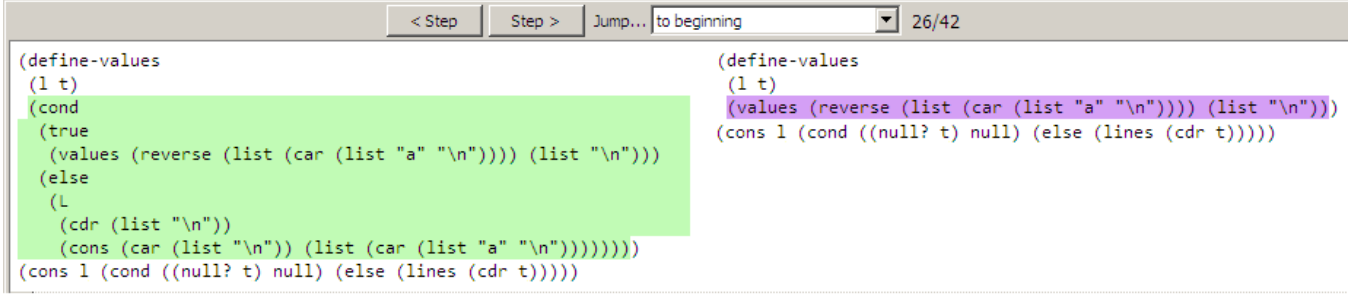 < Step Step > Jump... to beginning 26/42
(define-values
(l t)
(cond
(true
(values (reverse (list (car (list "a" "\n")))) (list "\n")))
(else
(L
(cdr (list "\n"))
(cons (car (list "\n")) (list (car (list "a" "\n"))))))))
(cons l (cond ((null? t) null) (else (lines (cdr t)))))
(define-values
(l t)
(values (reverse (list (car (list "a" "\n")))) (list "\n")))
(cons l (cond ((null? t) null) (else (lines (cdr t)))))